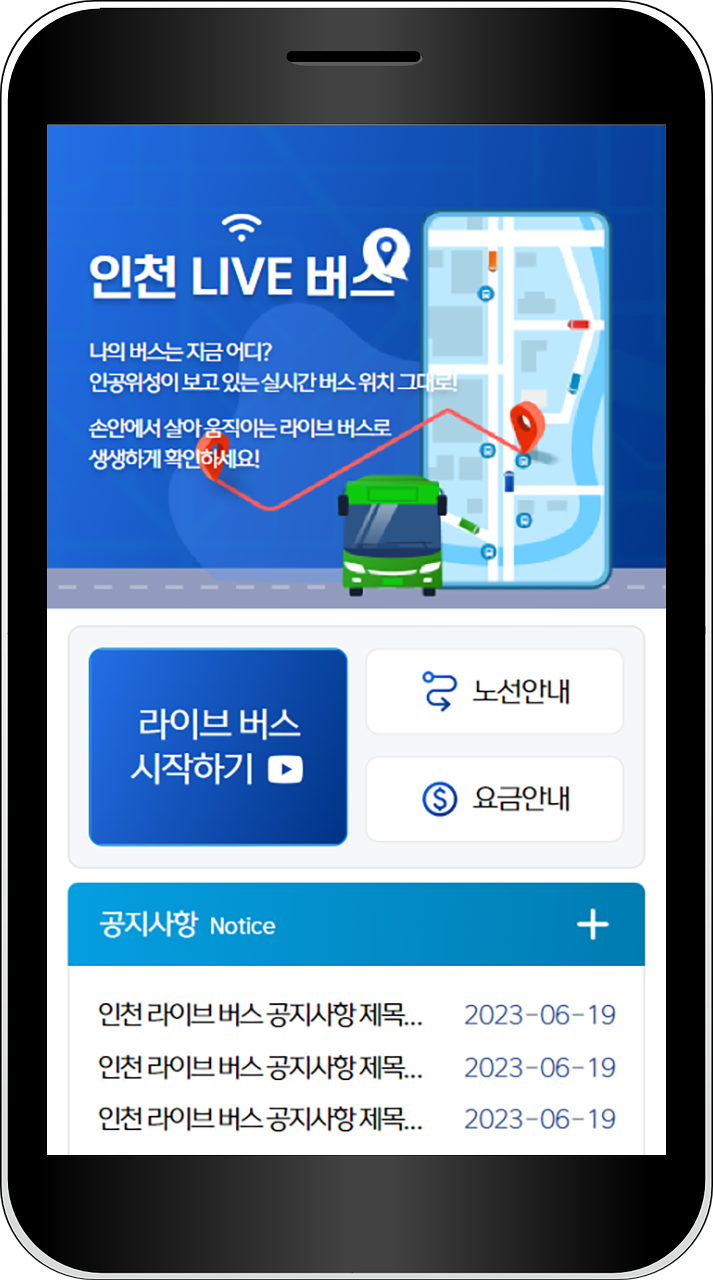 인천 LIVE 버스
나의 버스는 지금 어디?
인공위성이 보고 있는 실시간 버스 위치 그대로!
손안에서 살아 움직이는 라이브 버스로
생생하게 확인하세요!
라이브 버스
시작하기
노선안내
요금안내
공지사항 Notice
인천 라이브 버스 공지사항 제목... 2023-06-19
인천 라이브 버스 공지사항 제목... 2023-06-19
인천 라이브 버스 공지사항 제목... 2023-06-19